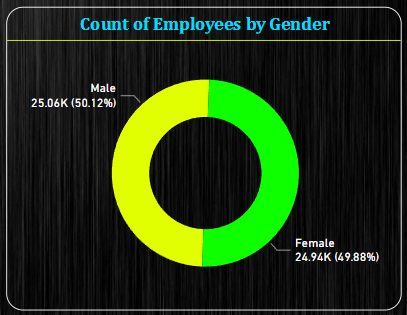 Count of Employees by Gender
Male
25.06K (50.12%)
Female
24.94K (49.88%)